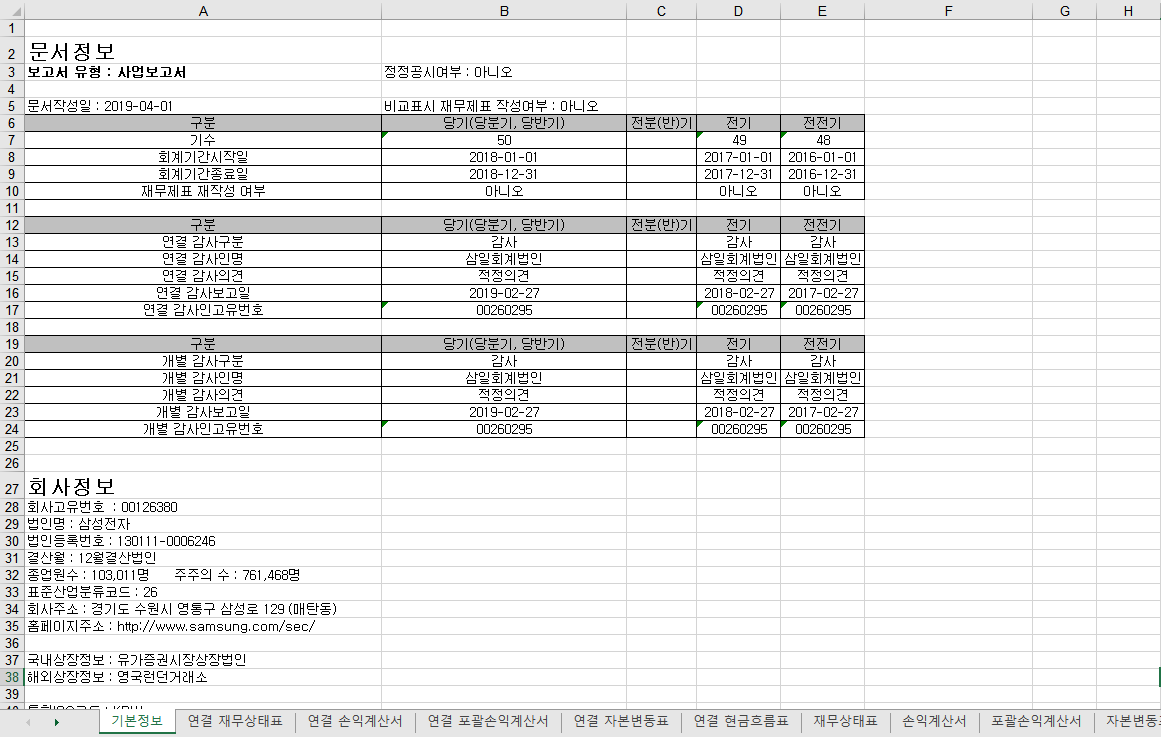 A B C D E F G H
1
2 문서정보
3 보고서 유형 : 사업보고서 정정공시여부 : 아니오
4
5 문서작성일 : 2019-04-01 비교표시 재무제표 작성여부 : 아니오
6 구분 당기(당분기, 당반기) 전분(반)기 전기 전전기
7 기수 50 49 48
8 회계기간시작일 2018-01-01 2017-01-01 2016-01-01
9 회계기간종료일 2018-12-31 2017-12-31 2016-12-31
10 재무제표 재작성 여부 아니오 아니오 아니오
11
12 구분 당기(당분기, 당반기) 전분(반)기 전기 전전기
13 연결 감사구분 감사 감사 감사
14 연결 감사인명 삼일회계법인 삼일회계법인 삼일회계법인
15 연결 감사의견 적정의견 적정의견 적정의견
16 연결 감사보고일 2019-02-27 2018-02-27 2017-02-27
17 연결 감사인고유번호 00260295 00260295 00260295
18
19 구분 당기(당분기, 당반기) 전분(반)기 전기 전전기
20 개별 감사구분 감사 감사 감사
21 개별 감사인명 삼일회계법인 삼일회계법인 삼일회계법인
22 개별 감사의견 적정의견 적정의견 적정의견
23 개별 감사보고일 2019-02-27 2018-02-27 2017-02-27
24 개별 감사인고유번호 00260295 00260295 00260295
25
26
27 회사정보
28 회사고유번호 : 00126380
29 법인명 : 삼성전자
30 법인등록번호 : 130111-0006246
31 결산월 : 12월결산법인
32 종업원수 : 103,011명 주주의 수 : 761,468명
33 표준산업분류코드 : 26
34 회사주소 : 경기도 수원시 영통구 삼성로 129 (매탄동)
35 홈페이지주소 : http://www.samsung.com/sec/
36
37 국내상장정보 : 유가증권시장상장법인
38 해외상장정보 : 영국런던거래소
39
기본정보 연결 재무상태표 연결 손익계산서 연결 포괄손익계산서 연결 자본변동표 연결 현금흐름표 재무상태표 손익계산서 포괄손익계산서 자본변동